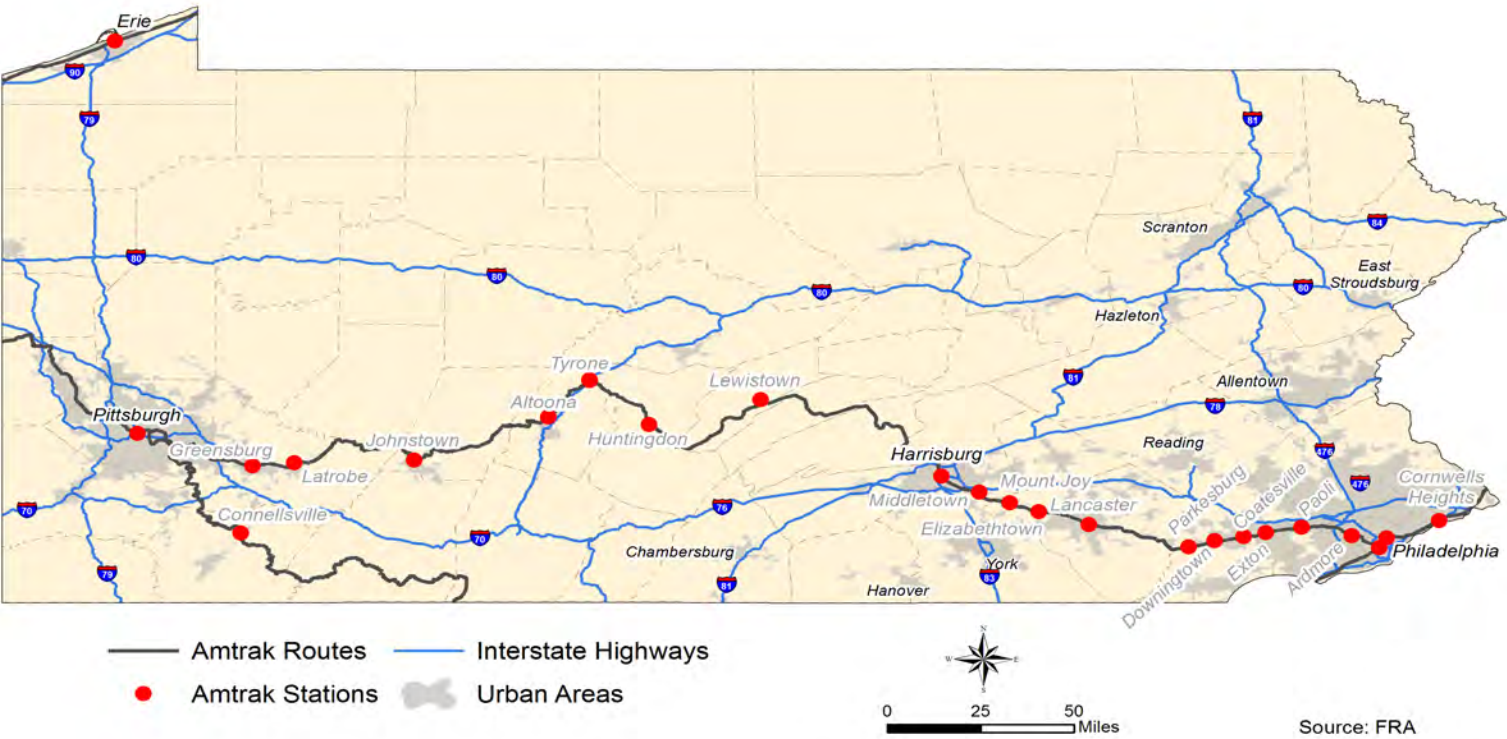 Erie
90
79
81
Scranton
84
80
80
80
80
East
Stroudsburg
Hazleton
Tyrone
Lewistown
81
Allentown
78
Altoona
Pittsburgh
Huntingdon
Johnstown
Greensburg
Latrobe
Harrisburg
Reading
476
476
Cornwells
Heights
Mount Joy
Middletown
Lancaster
Elizabethtown
Parkesburg
Coatesville
Paoli
70
76
Connellsville
70
Chambersburg
York
Philadelphia
Downingtown
Exton
Ardmore
79
81
83
Hanover
Amtrak Routes
Interstate Highways
Amtrak Stations
Urban Areas
N
W
E
S
0 25 50
Miles
Source: FRA